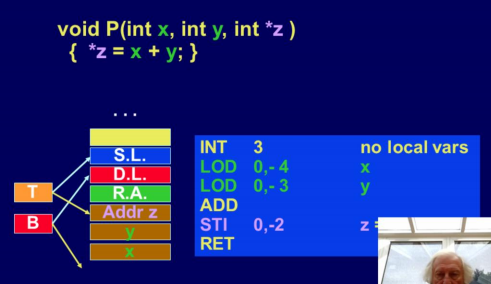 void P(int x, int y, int *z )
{ *z = x + y; }
...
S.L.
D.L.
R.A.
Addr z
y
x
T
B
INT 3 no local vars
LOD 0,- 4 x
LOD 0,- 3 y
ADD
STI 0,-2 z =
RET